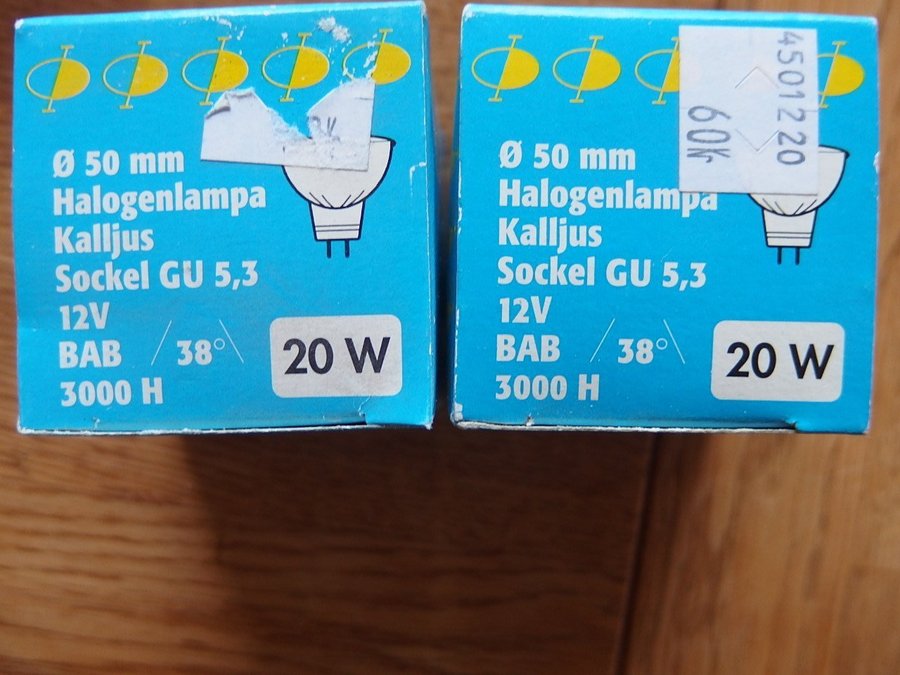 Ø 50 mm
Halogenlampa
Kalljus
Sockel GU 5,3
12V
BAB 38°
3000 H
20 W
4501220
60K
Ø 50 mm
Halogenlampa
Kalljus
Sockel GU 5,3
12V
BAB 38°
3000 H
20 W